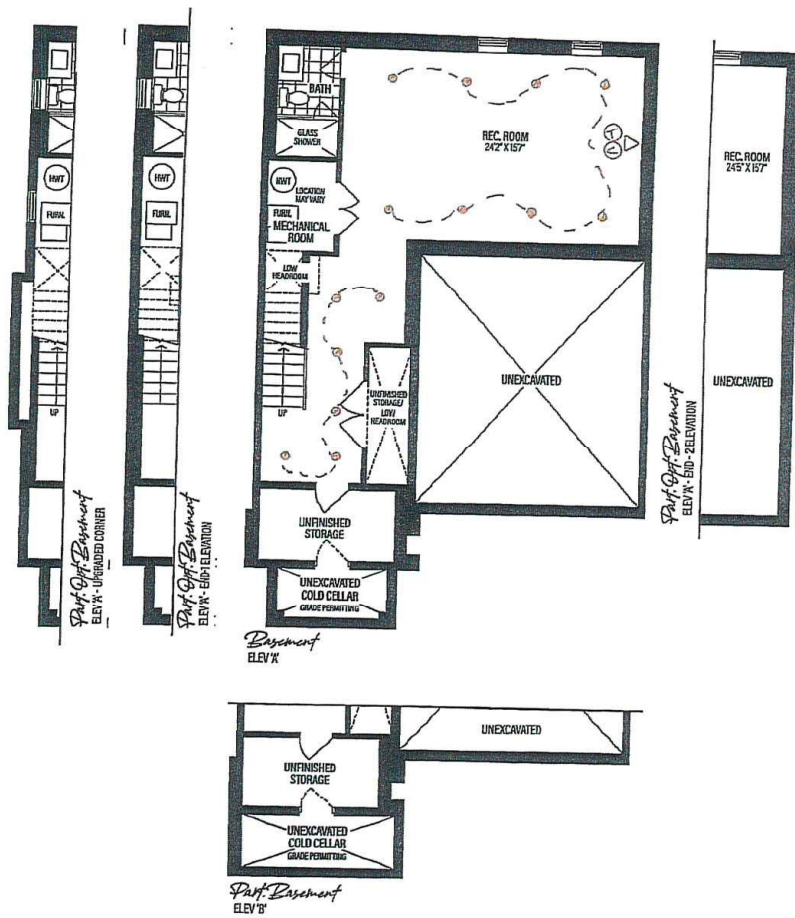 HWT
FURN.
UP
Part. Opt. Basement
ELEV 'A' - UPGRADED CORNER
HWT
FURN.
Part. Opt. Basement
ELEV 'A' - END-1 ELEVATION
BATH
GLASS
SHOWER
HWT
LOCATION
MAY VARY
FURN.
MECHANICAL
ROOM
LOW
HEADROOM
UP
REC. ROOM
24'2" X 15'7"
T
V
UNFINISHED
STORAGE/
LOW
HEADROOM
UNEXCAVATED
UNFINISHED
STORAGE
UNEXCAVATED
COLD CELLAR
GRADE PERMITTING
Basement
ELEV 'A'
REC. ROOM
24'5" X 15'7"
UNEXCAVATED
Part. Opt. Basement
ELEV 'A' - END - 2 ELEVATION
UNEXCAVATED
UNFINISHED
STORAGE
UNEXCAVATED
COLD CELLAR
GRADE PERMITTING
Part. Basement
ELEV 'B'